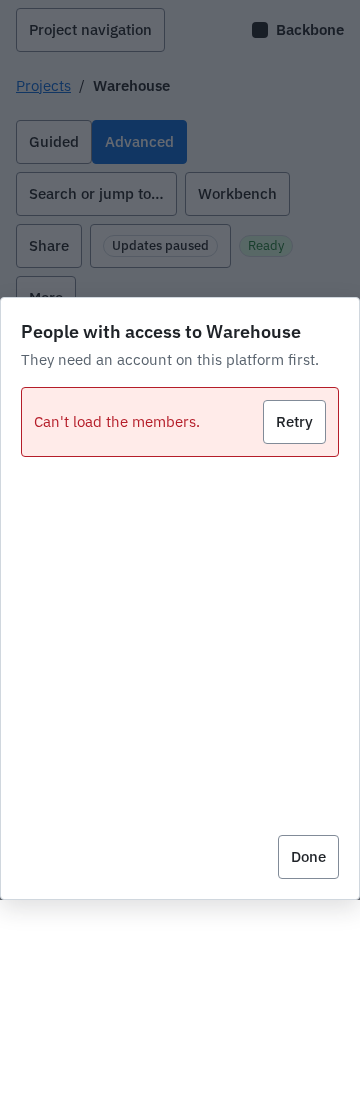 Project navigation
Backbone
Projects / Warehouse
Guided
Advanced
Search or jump to...
Workbench
Share
Updates paused
Ready
More
People with access to Warehouse
They need an account on this platform first.
Can't load the members.
Retry
Done